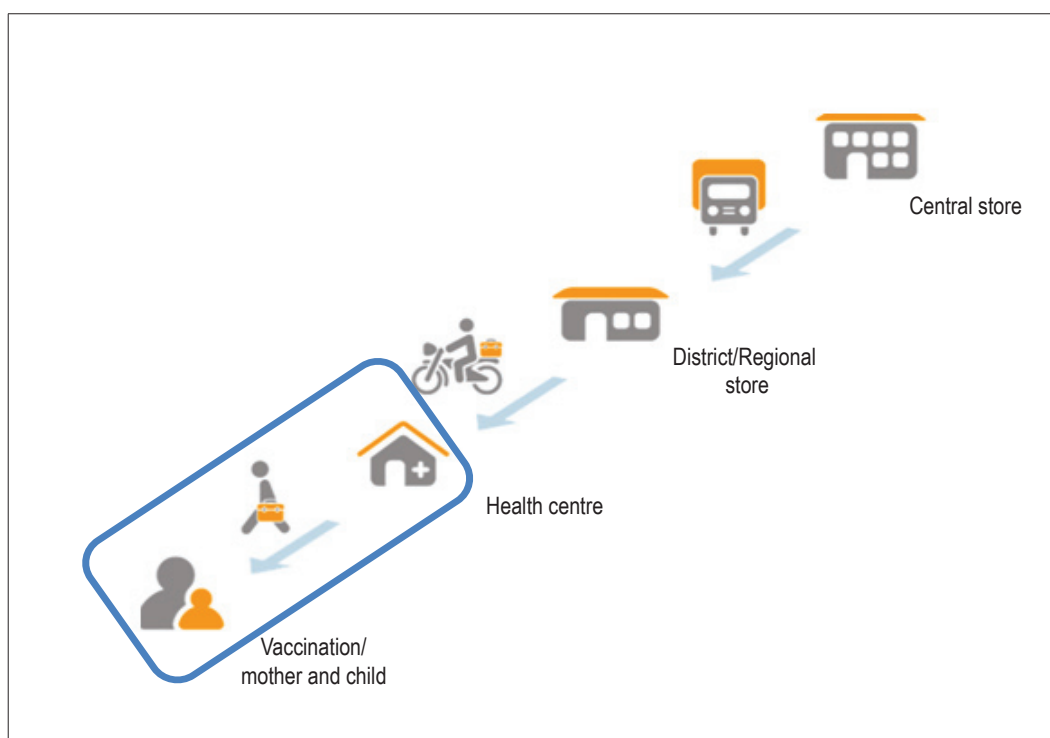 Central store
District/Regional
store
Health centre
Vaccination/
mother and child